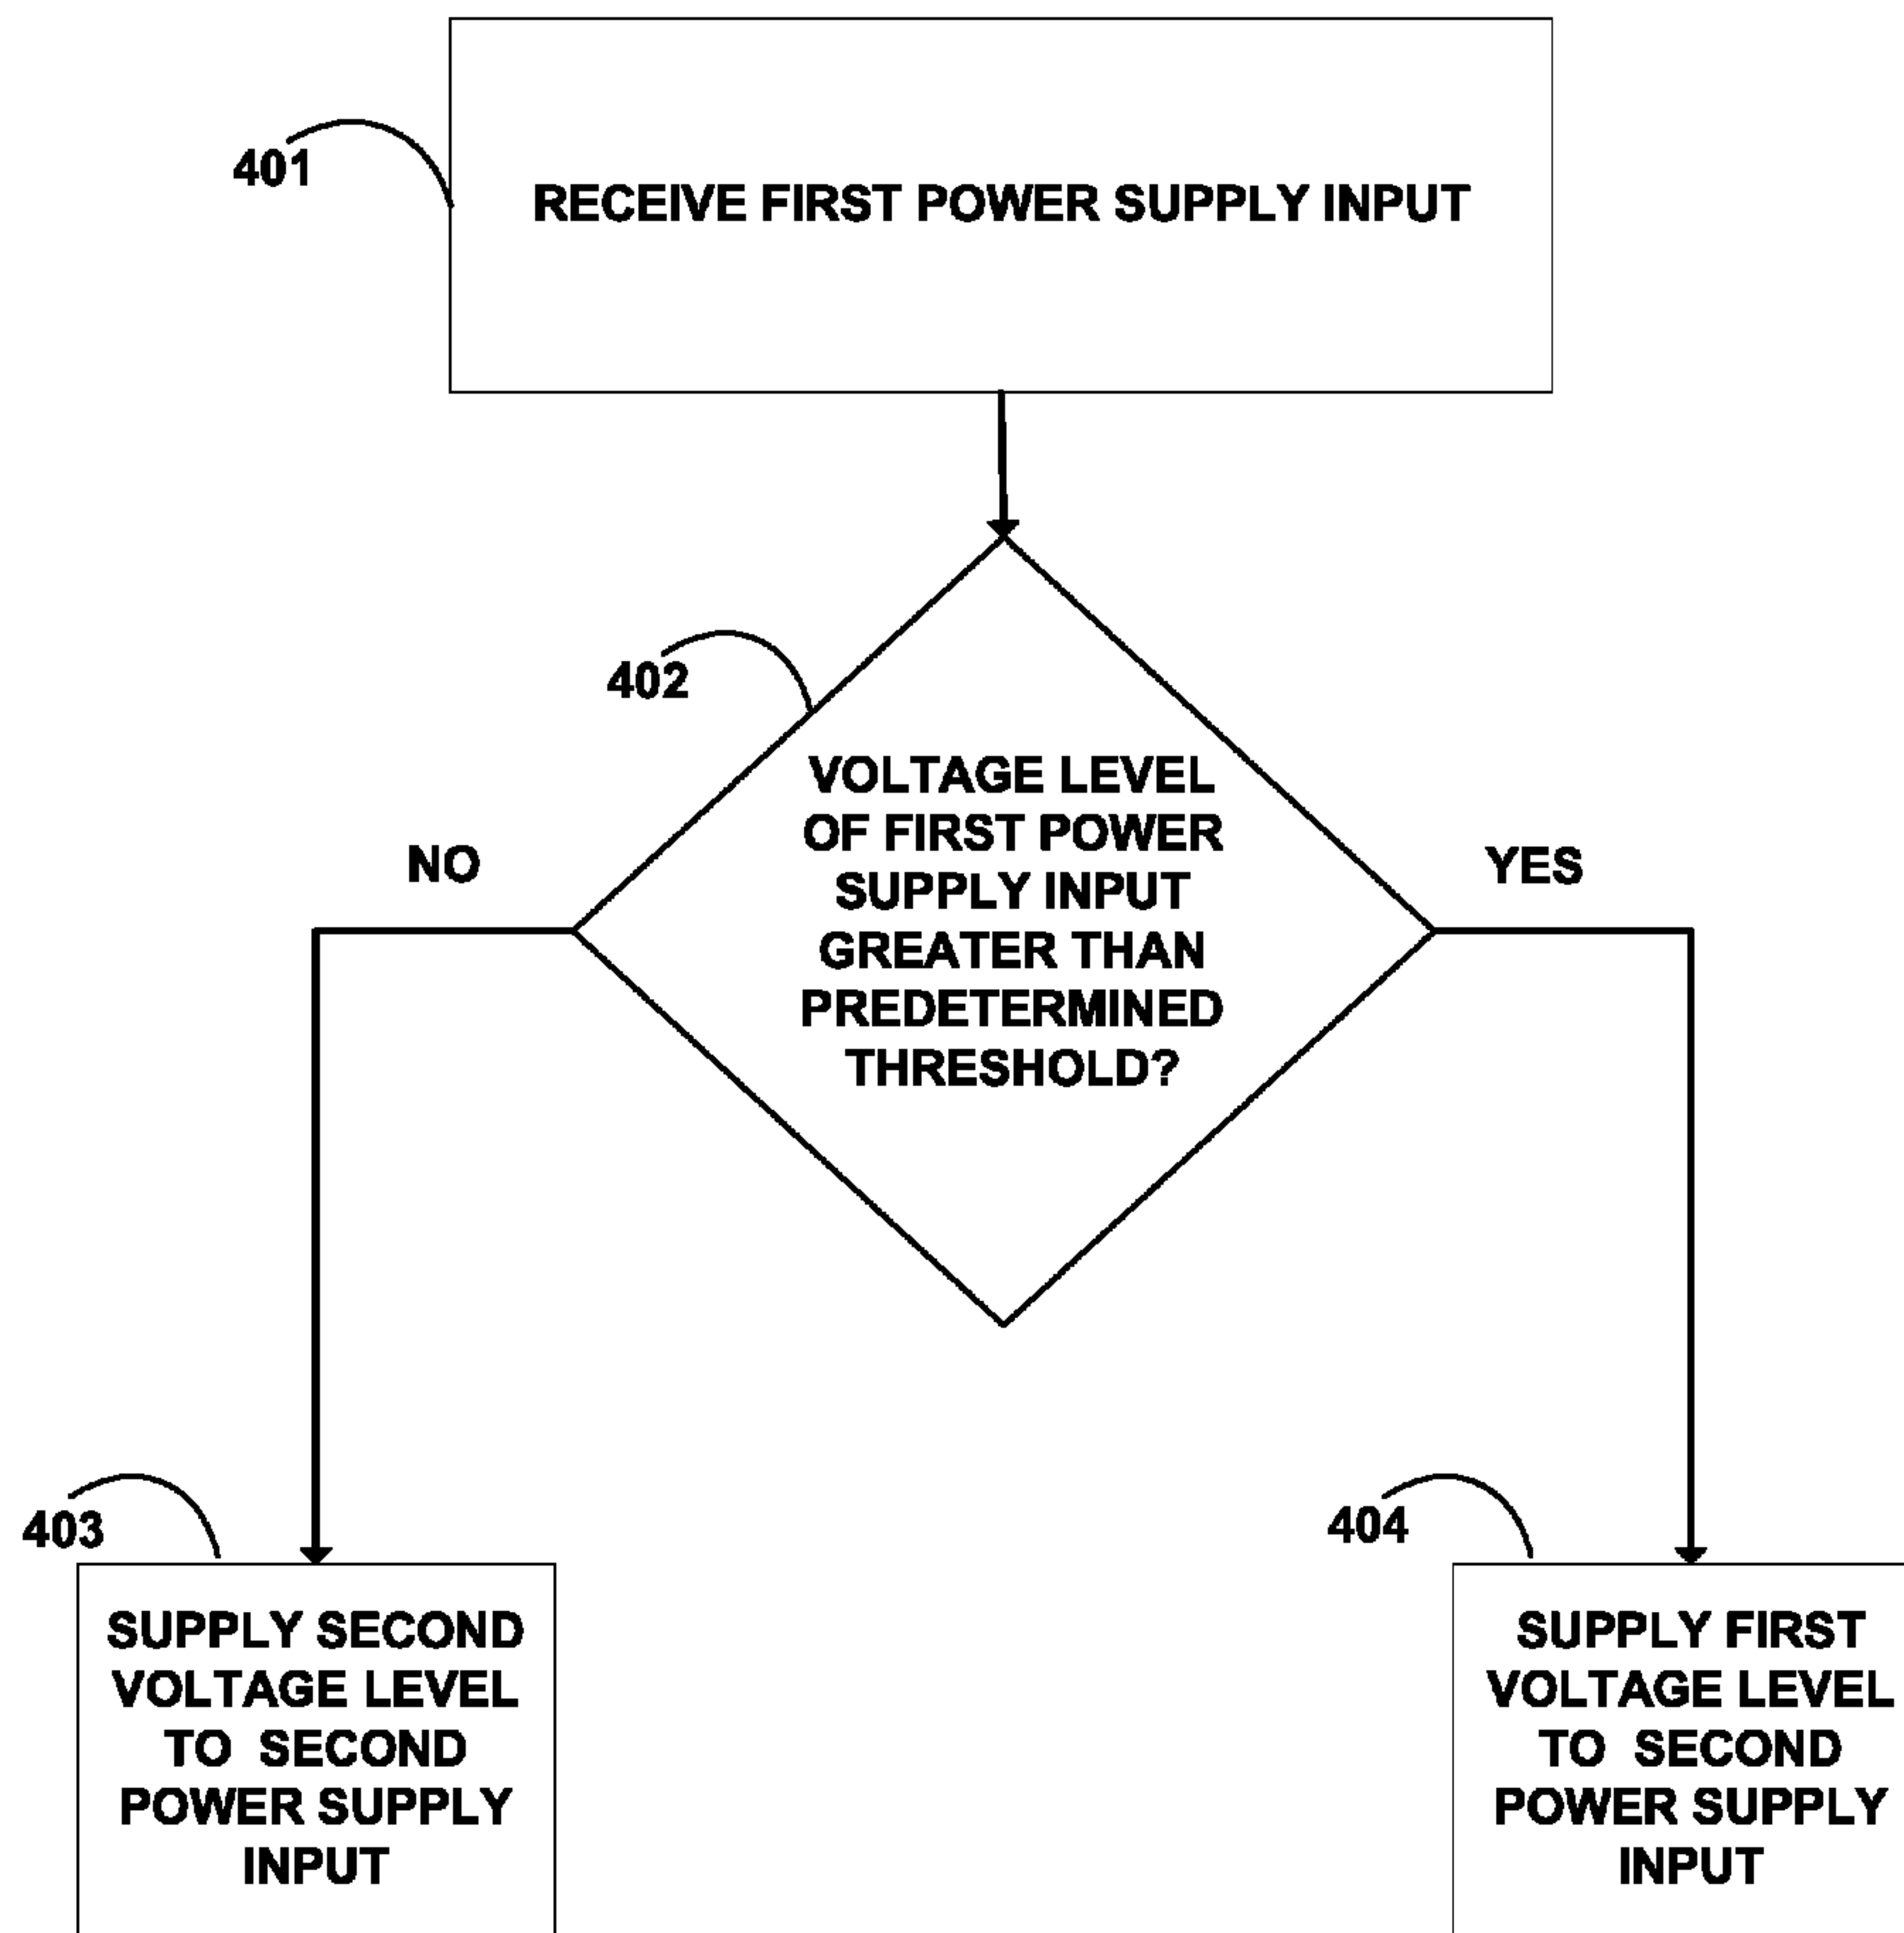 401
RECEIVE FIRST POWER SUPPLY INPUT
402
VOLTAGE LEVEL
OF FIRST POWER
SUPPLY INPUT
GREATER THAN
PREDETERMINED
THRESHOLD?
NO
YES
403
SUPPLY SECOND
VOLTAGE LEVEL
TO SECOND
POWER SUPPLY
INPUT
404
SUPPLY FIRST
VOLTAGE LEVEL
TO SECOND
POWER SUPPLY
INPUT